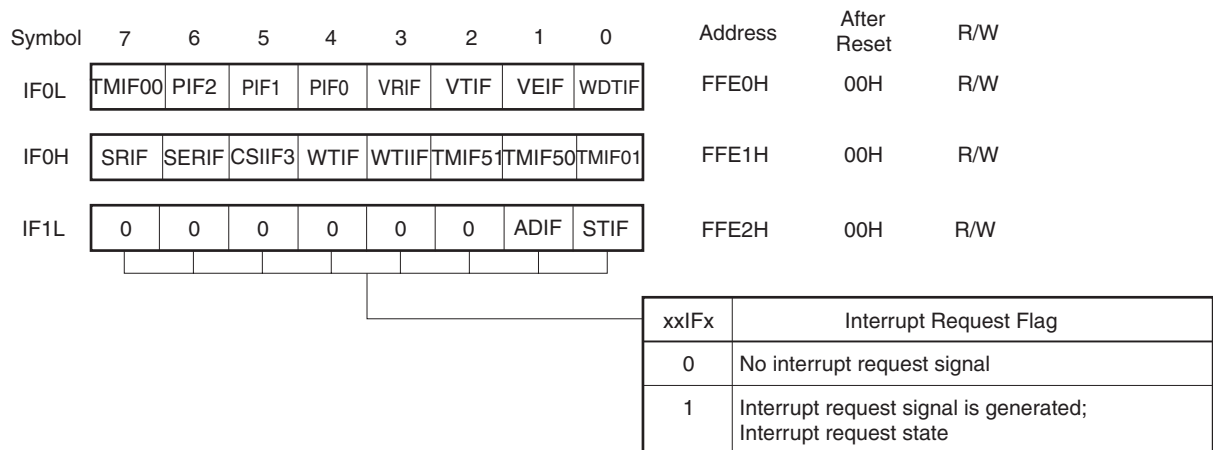 Symbol 7 6 5 4 3 2 1 0 Address After Reset R/W
IF0L TMIF00 PIF2 PIF1 PIF0 VRIF VTIF VEIF WDTIF FFE0H 00H R/W
IF0H SRIF SERIF CSIIF3 WTIF WTIIF TMIF51 TMIF50 TMIF01 FFE1H 00H R/W
IF1L 0 0 0 0 0 0 ADIF STIF FFE2H 00H R/W
xxIFx Interrupt Request Flag
0 No interrupt request signal
1 Interrupt request signal is generated;
Interrupt request state